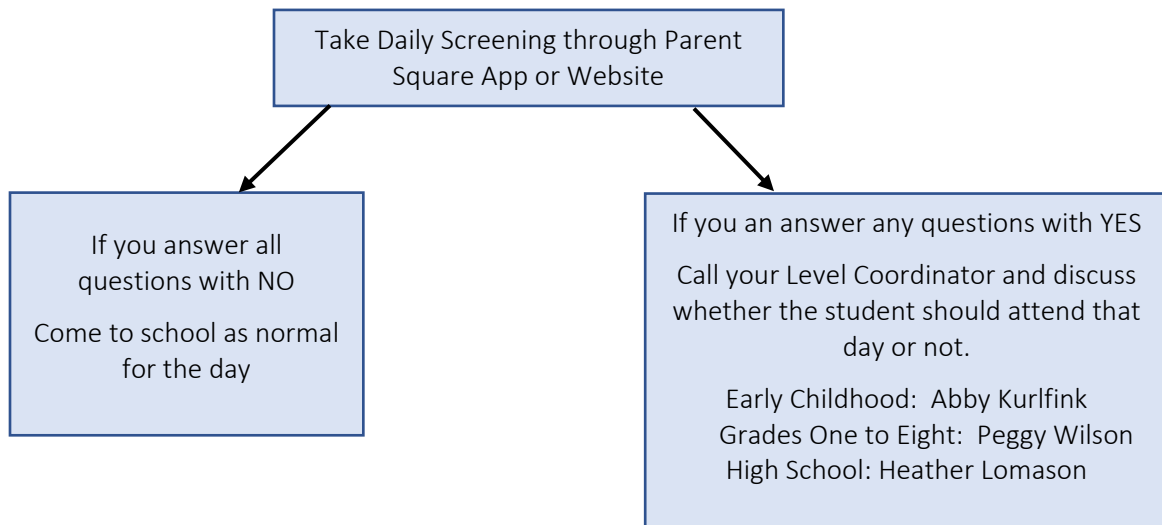 Take Daily Screening through Parent
Square App or Website
If you answer all
questions with NO
Come to school as normal
for the day
If you an answer any questions with YES
Call your Level Coordinator and discuss
whether the student should attend that
day or not.
Early Childhood:  Abby Kurlfink
Grades One to Eight:  Peggy Wilson
High School: Heather Lomason